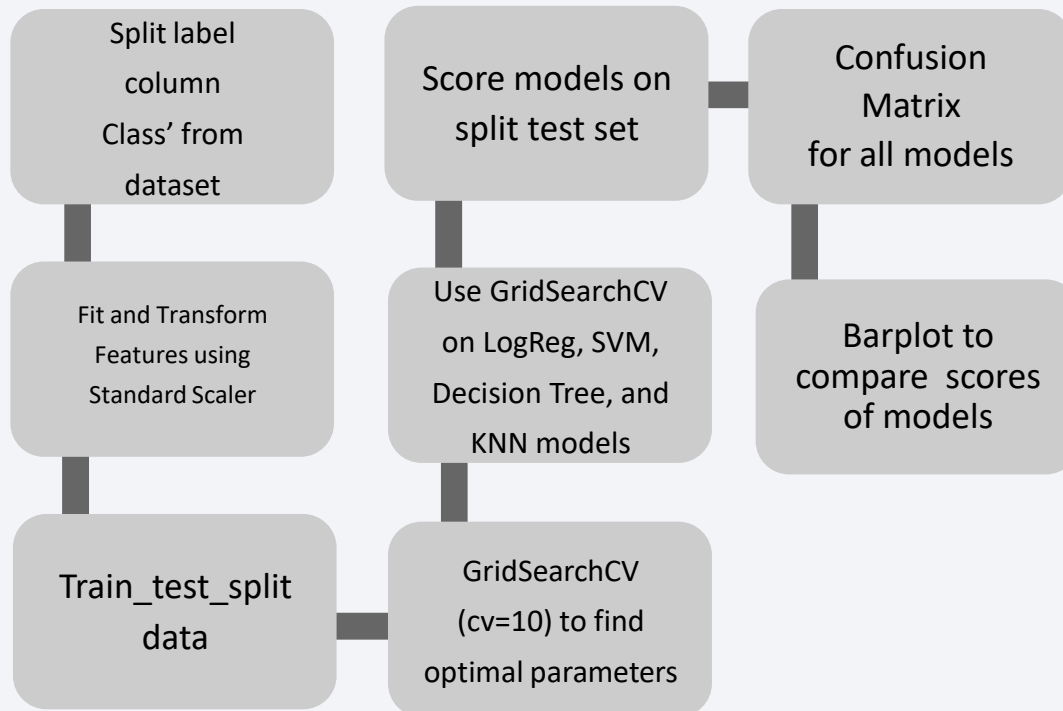 Split label
column
Class’ from
dataset
Fit and Transform
Features using
Standard Scaler
Train_test_split
data
GridSearchCV
(cv=10) to find
optimal parameters
Use GridSearchCV
on LogReg, SVM,
Decision Tree, and
KNN models
Score models on
split test set
Confusion
Matrix
for all models
Barplot to
compare scores
of models